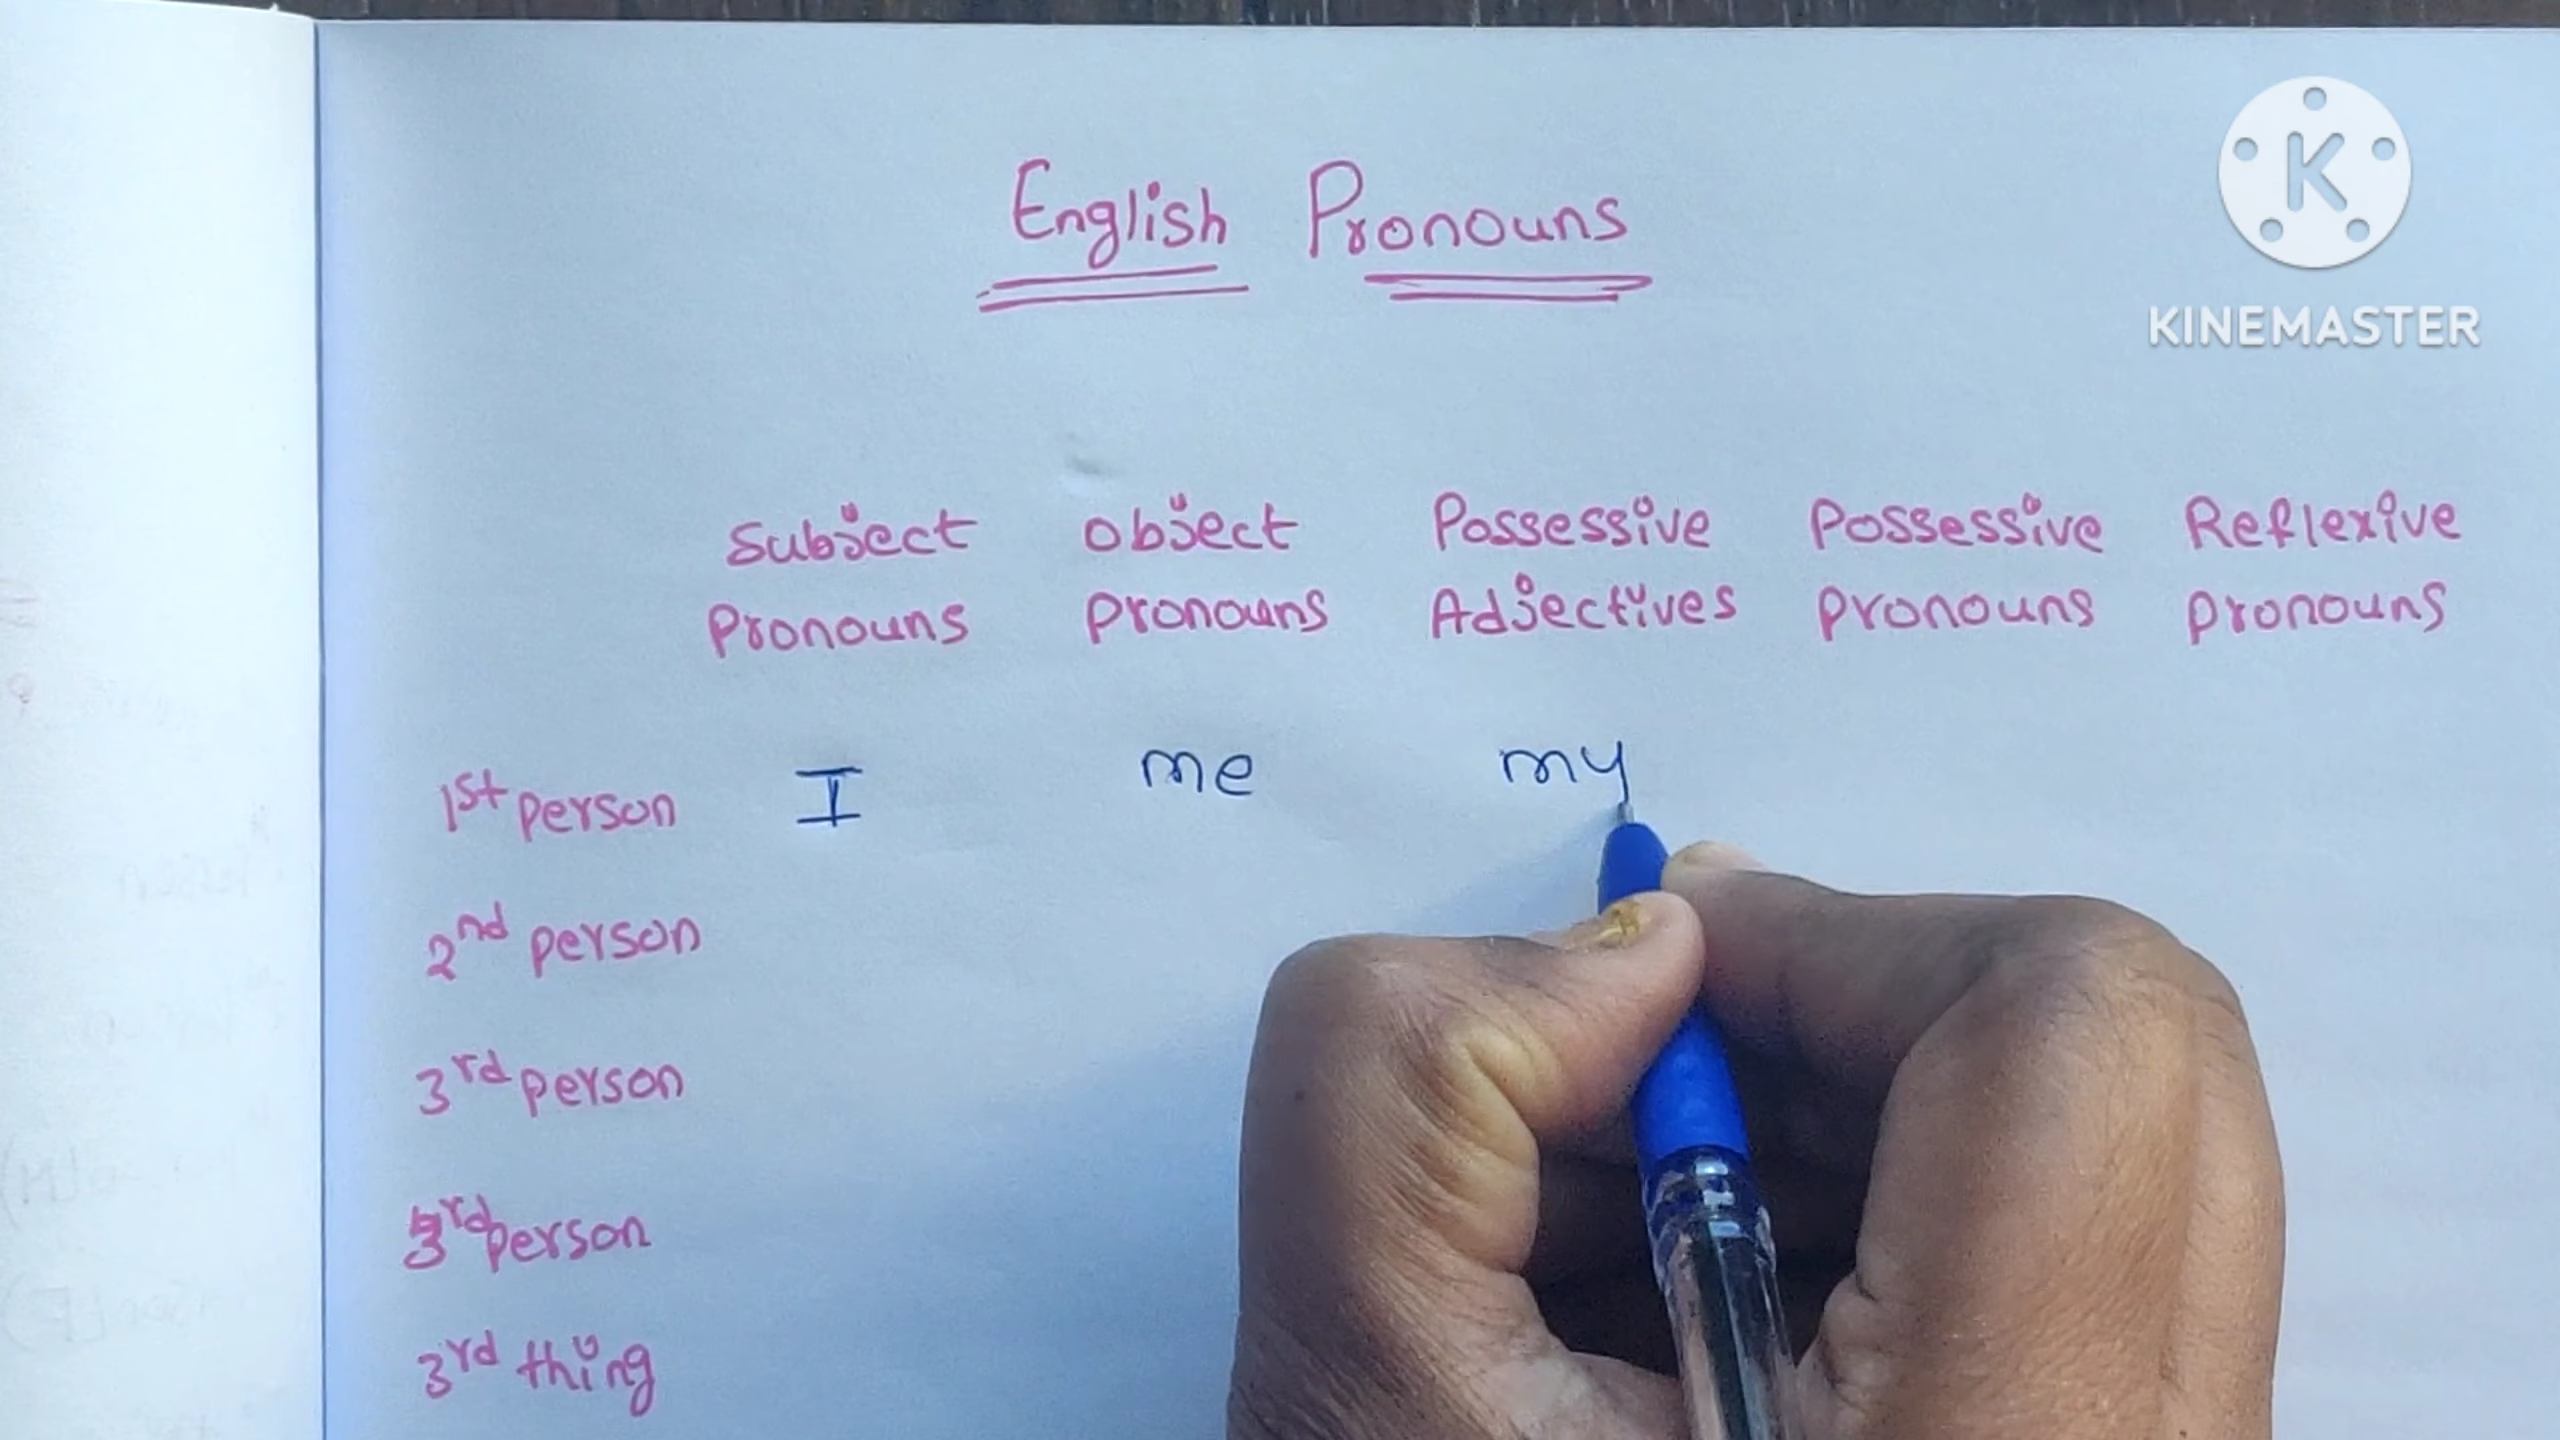 English Pronouns
K
KINEMASTER
Subject Object Possessive Possessive Reflexive
Pronouns Pronouns Adjectives Pronouns Pronouns
1st person I me my
2nd person
3rd person
3rd person
3rd thing